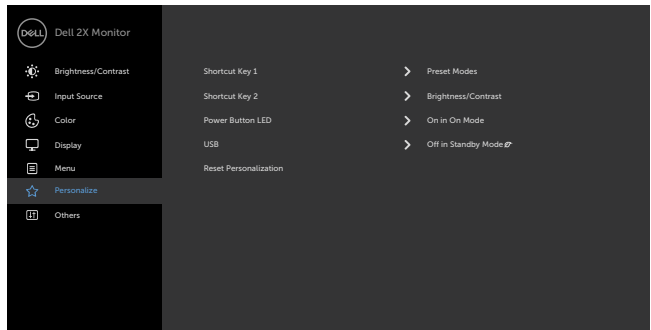 DELL
Dell 2X Monitor
Brightness/Contrast
Input Source
Color
Display
Menu
Personalize
Others
Shortcut Key 1
Preset Modes
Shortcut Key 2
Brightness/Contrast
Power Button LED
On in On Mode
USB
Off in Standby Mode
Reset Personalization